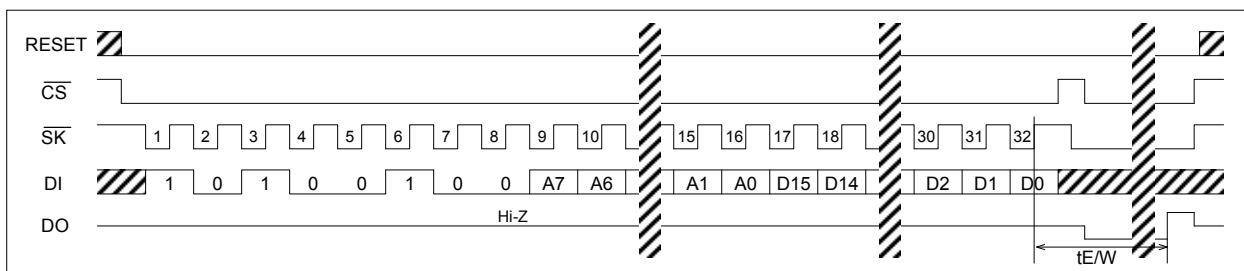 RESET
CS
SK 1 2 3 4 5 6 7 8 9 10 15 16 17 18 30 31 32
DI 1 0 1 0 0 1 0 0 A7 A6 A1 A0 D15 D14 D2 D1 D0
Hi-Z
DO
tE/W